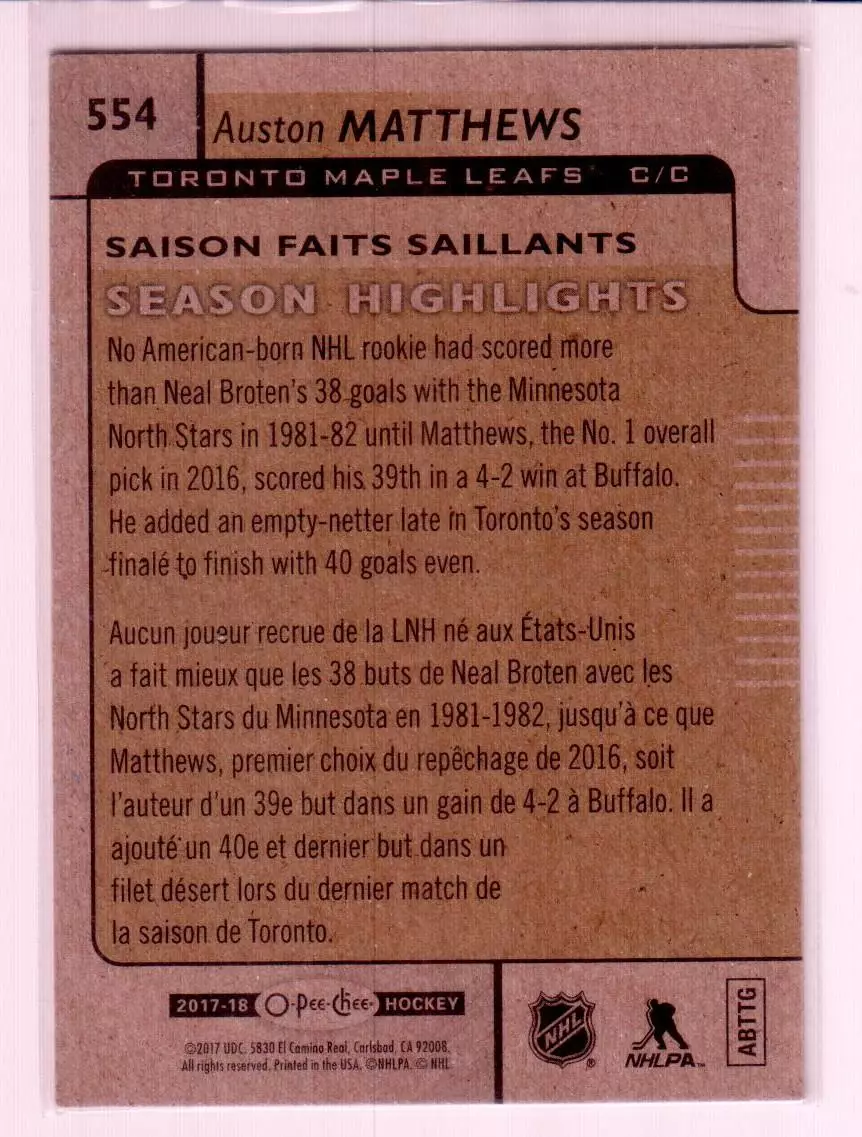 554
Auston MATTHEWS
TORONTO MAPLE LEAFS C/C
SAISON FAITS SAILLANTS
SEASON HIGHLIGHTS
No American-born NHL rookie had scored more
than Neal Broten's 38 goals with the Minnesota
North Stars in 1981-82 until Matthews, the No. 1 overall
pick in 2016, scored his 39th in a 4-2 win at Buffalo.
He added an empty-netter late in Toronto's season
finalé to finish with 40 goals even.
Aucun joueur recrue de la LNH né aux États-Unis
a fait mieux que les 38 buts de Neal Broten avec les
North Stars du Minnesota en 1981-1982, jusqu'à ce que
Matthews, premier choix du repêchage de 2016, soit
l'auteur d'un 39e but dans un gain de 4-2 à Buffalo. Il a
ajouté un 40e et dernier but dans un
filet désert lors du dernier match de
la saison de Toronto.
2017-18 O-Pee-Chee HOCKEY
©2017 UDC. 5830 El Camino Real, Carlsbad, CA 92008.
All rights reserved. Printed in the USA. ©NHLPA. © NHL
NHL ®
NHLPA™
ABTTG